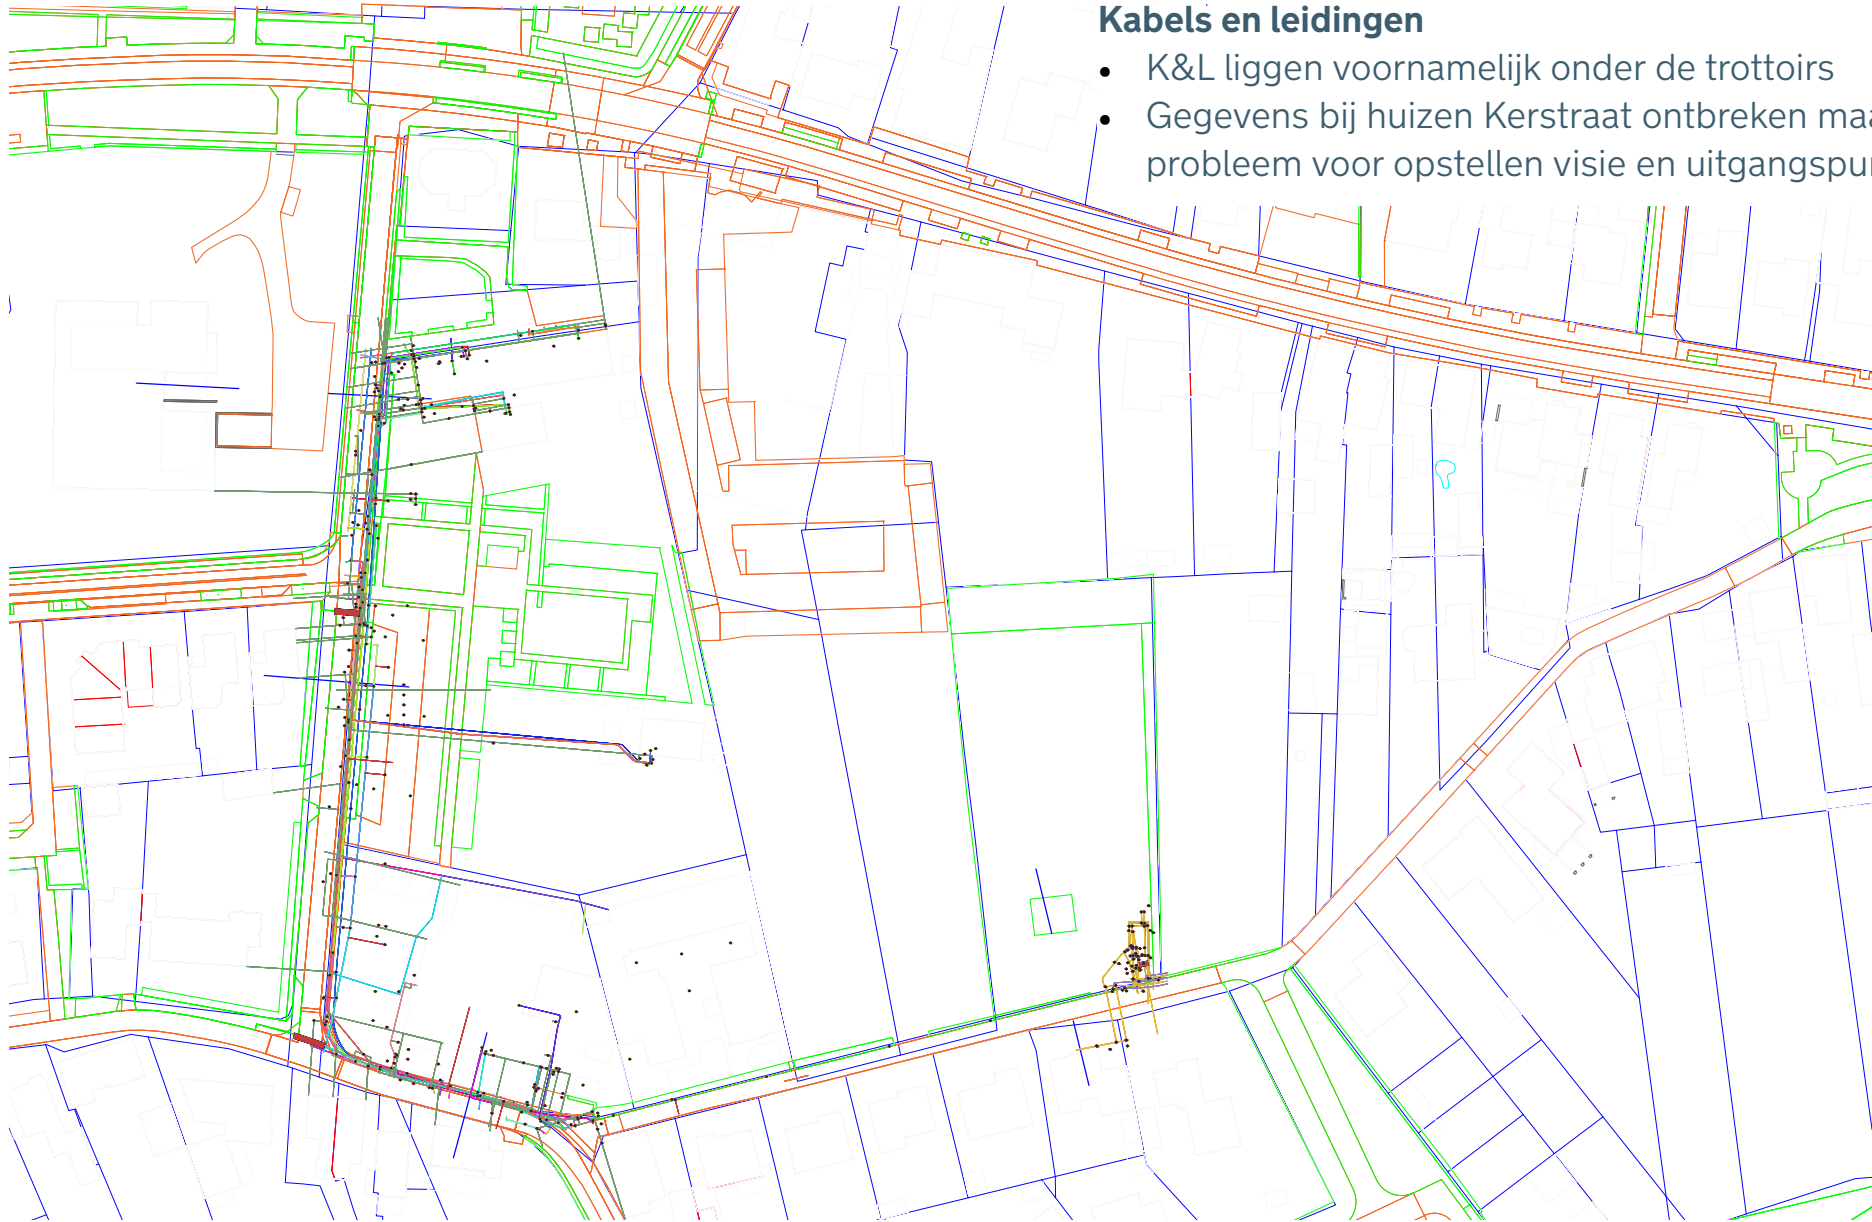 Kabels en leidingen
• K&L liggen voornamelijk onder de trottoirs
• Gegevens bij huizen Kerstraat ontbreken maa
probleem voor opstellen visie en uitgangspu